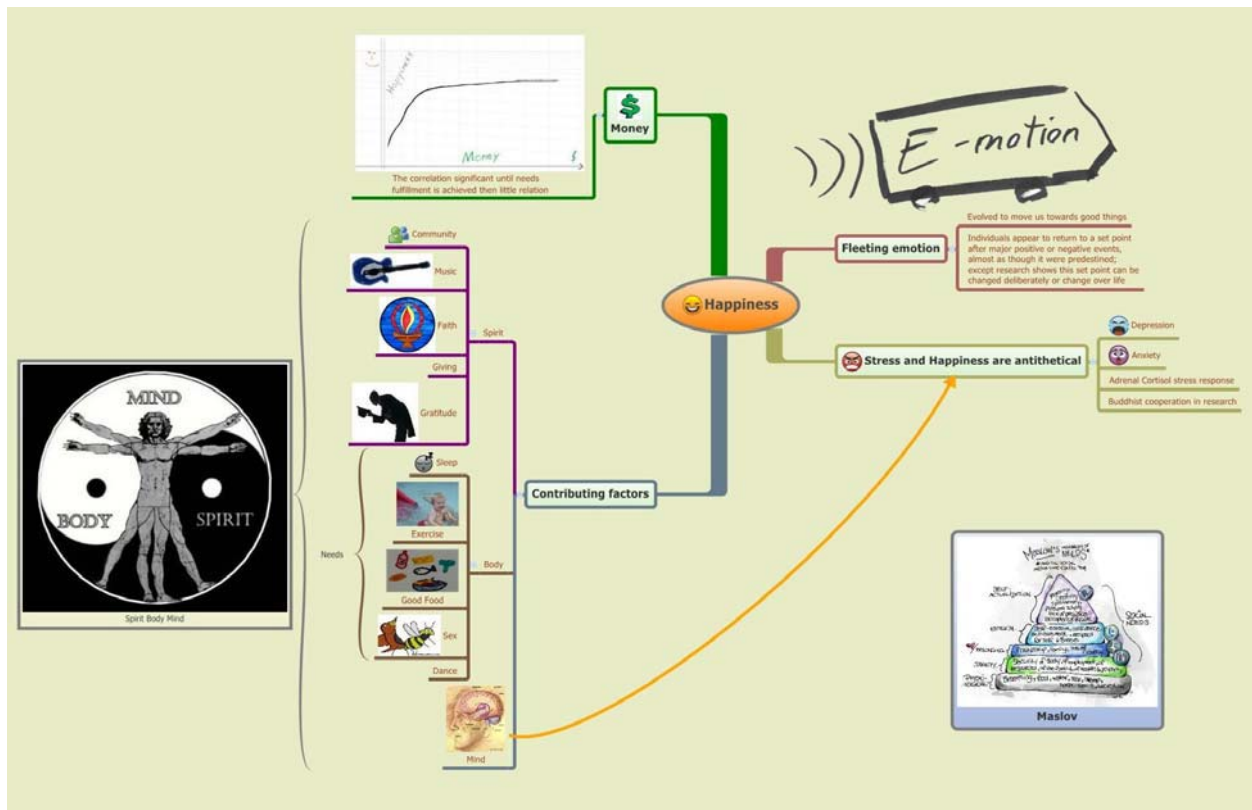 Happiness
Money
$
The correlation significant until needs
fulfillment is achieved then little relation
$
Money
E-motion
Happiness
Fleeting emotion
Evolved to move us towards good things
Individuals appear to return to a set point
after major positive or negative events,
almost as though it were predestined;
except research shows this set point can be
changed deliberately or change over life
Stress and Happiness are antithetical
Depression
Anxiety
Adrenal Cortisol stress response
Buddhist cooperation in research
Contributing factors
Spirit
Community
Music
Faith
Giving
Gratitude
Body
Needs
Sleep
Exercise
Good Food
Sex
Dance
Mind
MIND
BODY
SPIRIT
Spirit Body Mind
SOCIAL
NEEDS
Maslov